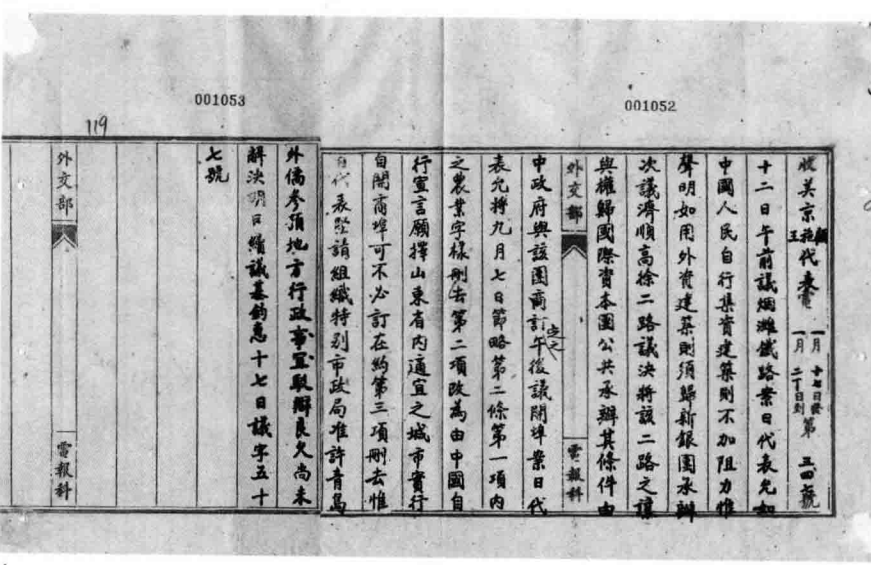 001053
001052
119
收美京顧施王代表電 一月十七日發 一月二十日到 第三四號
十二日午前議烟濰鐵路案日代表允如
中國人民自行集資建築則不加阻力惟
聲明如用外資建築則須歸新銀團承辦
次議濟順高徐二路議決將該二路之讓
與權歸國際資本團公共承辦其條件由
外交部
電報科
中政府與該團商訂定之午後議開埠案日代
表允將九月七日節略第二條第一項內
之農業字樣刪去第二項改為由中國自
行宣言願擇山東省內適宜之城市實行
自開商埠可不必訂在約第三項刪去惟
日代表堅請組織特別市政局准許青島
外僑參預地方行政事宜駁辯良久尚未
解決明日續議基鈞惠十七日議字五十
七號
外交部
電報科